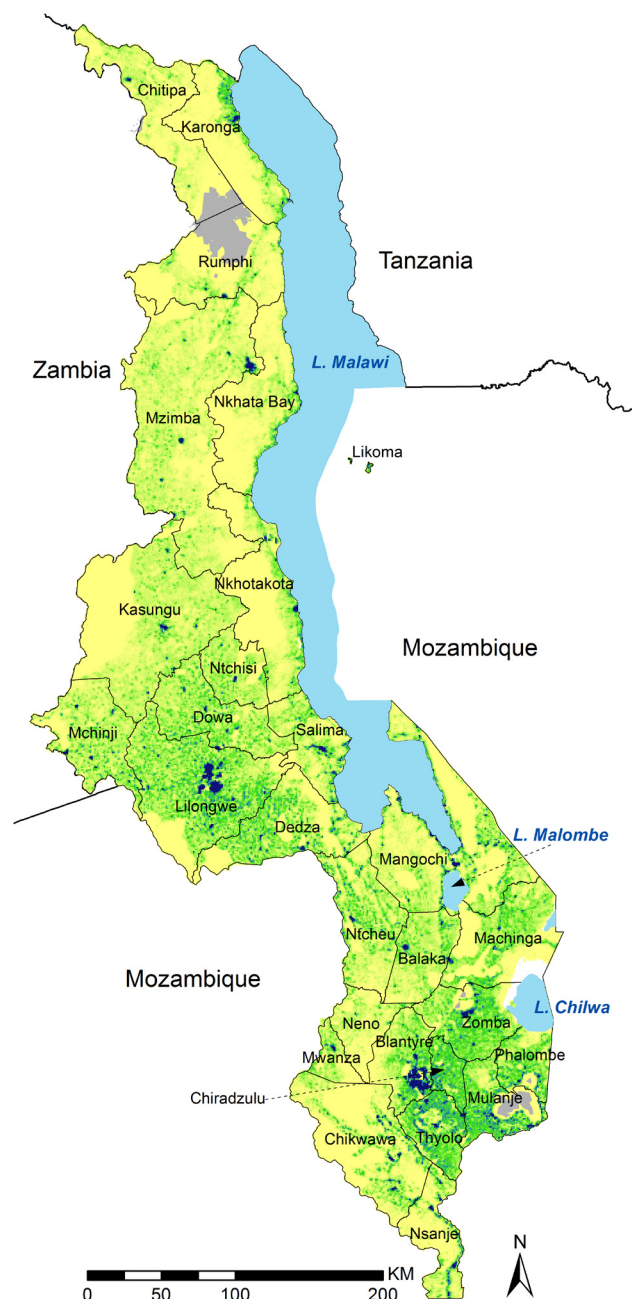 Chitipa
Karonga
Rumphi
Tanzania
L. Malawi
Zambia
Nkhata Bay
Mzimba
Likoma
Nkhotakota
Kasungu
Mozambique
Ntchisi
Dowa
Mchinji
Salima
Lilongwe
Dedza
L. Malombe
Mangochi
Ntcheu
Machinga
Balaka
Mozambique
L. Chilwa
Neno
Zomba
Blantyre
Mwanza
Phalombe
Chiradzulu
Mulanje
Chikwawa
Thyolo
Nsanje
N
KM
0 50 100 200